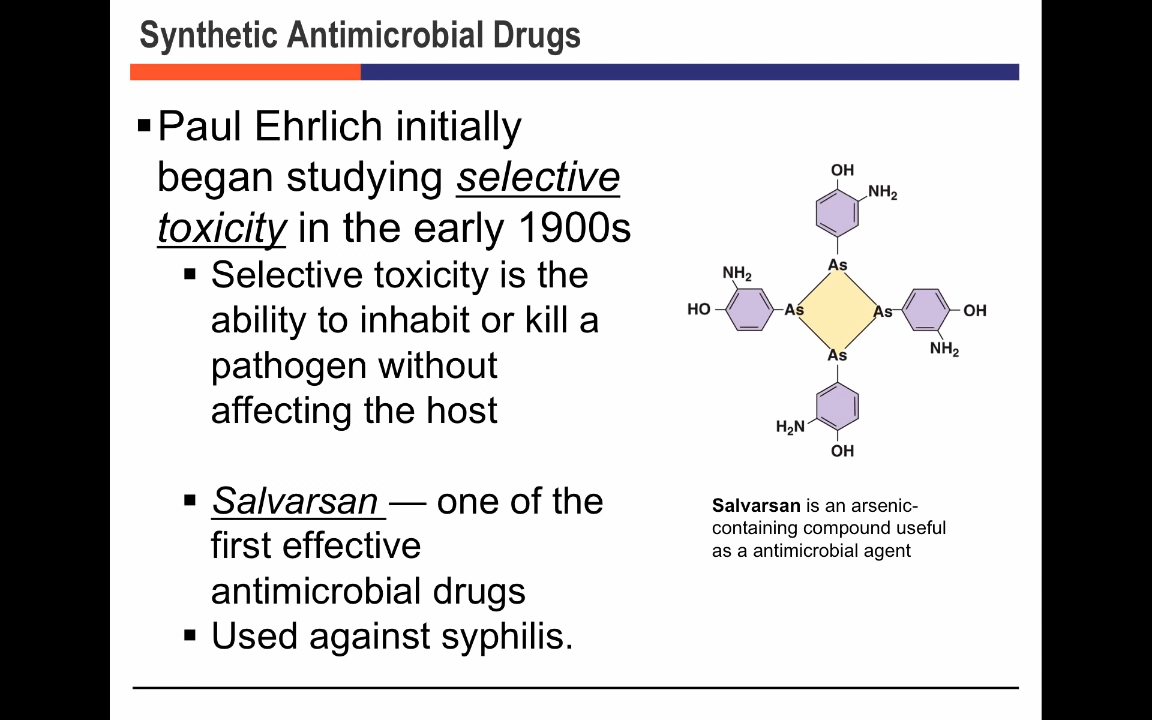 Synthetic Antimicrobial Drugs
▪Paul Ehrlich initially
began studying selective
toxicity in the early 1900s
▪ Selective toxicity is the
ability to inhabit or kill a
pathogen without
affecting the host
▪ Salvarsan — one of the
first effective
antimicrobial drugs
▪ Used against syphilis.
OH
NH₂
As
NH₂
HO
As
As
OH
NH₂
As
H₂N
OH
Salvarsan is an arsenic-
containing compound useful
as a antimicrobial agent